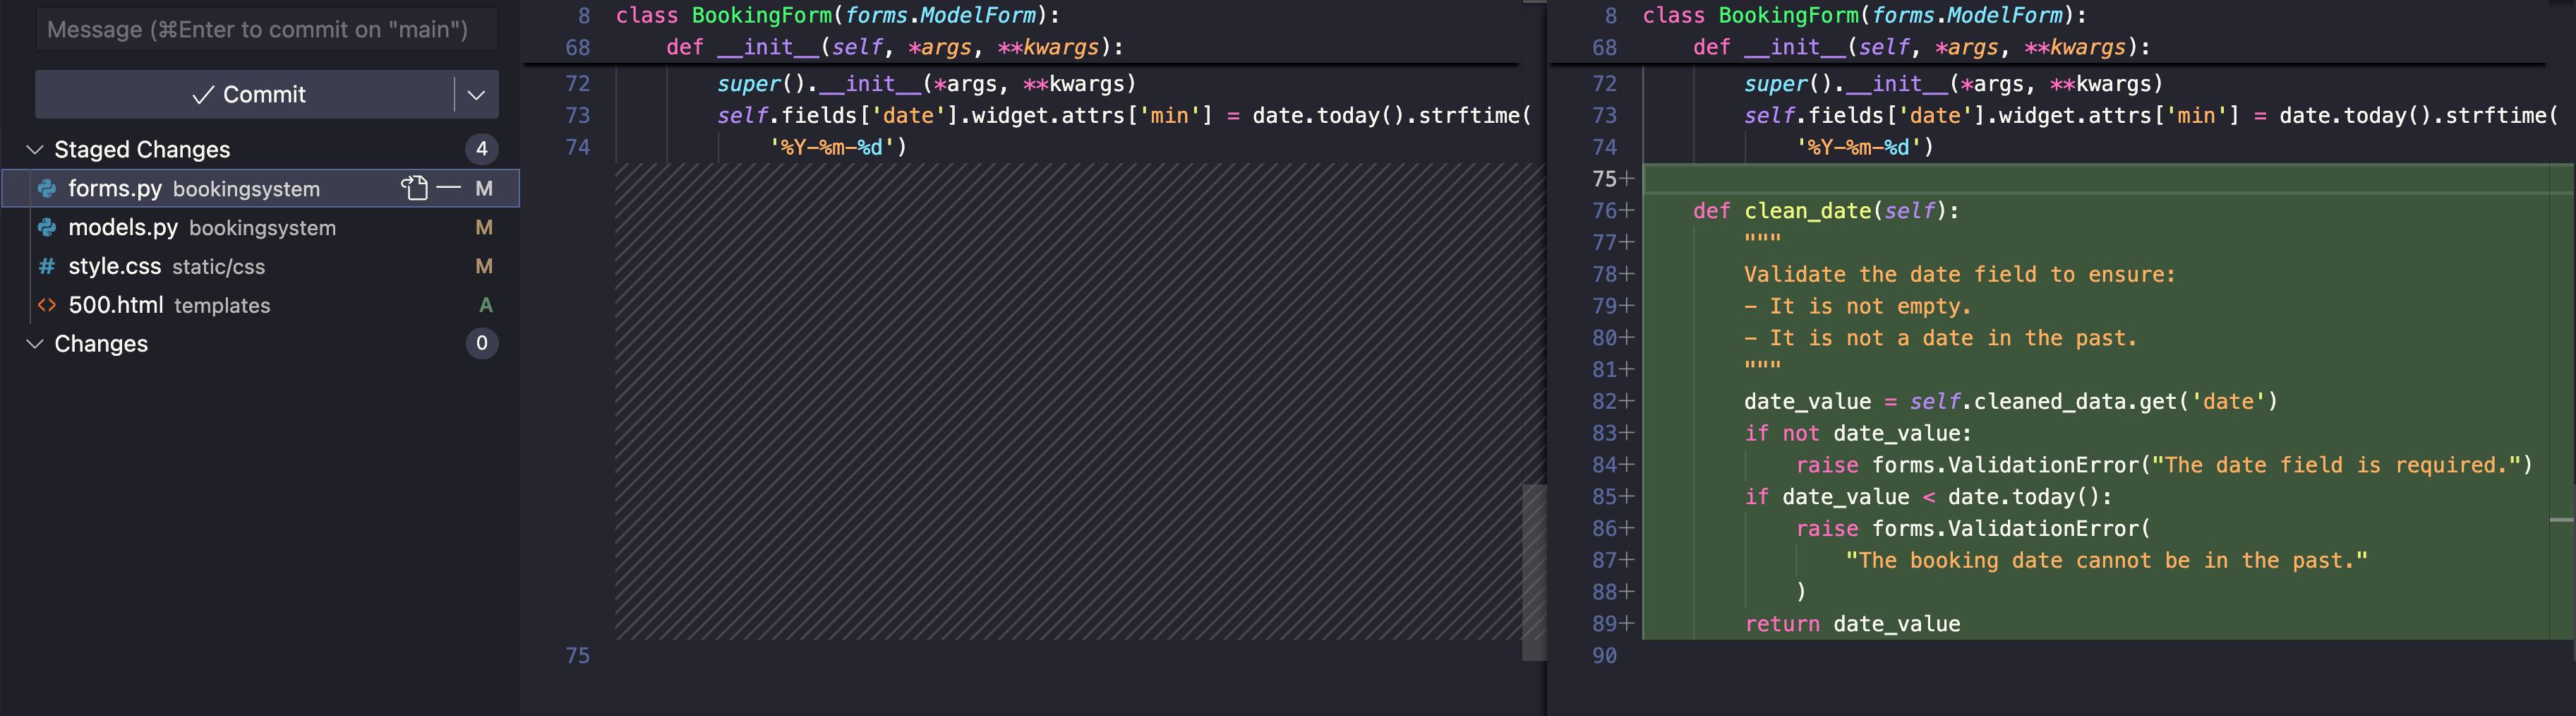 Message (⌘Enter to commit on "main")
Commit
Staged Changes 4
forms.py bookingsystem M
models.py bookingsystem M
# style.css static/css M
<> 500.html templates A
Changes 0
8 class BookingForm(forms.ModelForm):
68     def __init__(self, *args, **kwargs):
72         super().__init__(*args, **kwargs)
73         self.fields['date'].widget.attrs['min'] = date.today().strftime(
74             '%Y-%m-%d')
75
8 class BookingForm(forms.ModelForm):
68     def __init__(self, *args, **kwargs):
72         super().__init__(*args, **kwargs)
73         self.fields['date'].widget.attrs['min'] = date.today().strftime(
74             '%Y-%m-%d')
75+
76+     def clean_date(self):
77+         """
78+         Validate the date field to ensure:
79+         - It is not empty.
80+         - It is not a date in the past.
81+         """
82+         date_value = self.cleaned_data.get('date')
83+         if not date_value:
84+             raise forms.ValidationError("The date field is required.")
85+         if date_value < date.today():
86+             raise forms.ValidationError(
87+                 "The booking date cannot be in the past."
88+             )
89+         return date_value
90